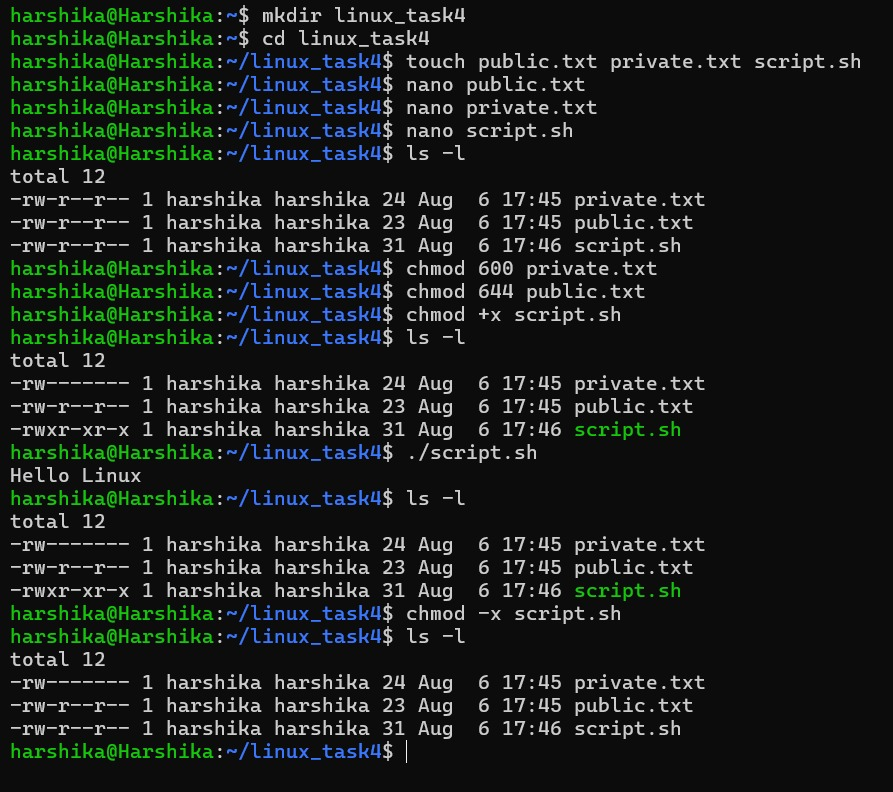 harshika@Harshika:~$ mkdir linux_task4
harshika@Harshika:~$ cd linux_task4
harshika@Harshika:~/linux_task4$ touch public.txt private.txt script.sh
harshika@Harshika:~/linux_task4$ nano public.txt
harshika@Harshika:~/linux_task4$ nano private.txt
harshika@Harshika:~/linux_task4$ nano script.sh
harshika@Harshika:~/linux_task4$ ls -l
total 12
-rw-r--r-- 1 harshika harshika 24 Aug  6 17:45 private.txt
-rw-r--r-- 1 harshika harshika 23 Aug  6 17:45 public.txt
-rw-r--r-- 1 harshika harshika 31 Aug  6 17:46 script.sh
harshika@Harshika:~/linux_task4$ chmod 600 private.txt
harshika@Harshika:~/linux_task4$ chmod 644 public.txt
harshika@Harshika:~/linux_task4$ chmod +x script.sh
harshika@Harshika:~/linux_task4$ ls -l
total 12
-rw------- 1 harshika harshika 24 Aug  6 17:45 private.txt
-rw-r--r-- 1 harshika harshika 23 Aug  6 17:45 public.txt
-rwxr-xr-x 1 harshika harshika 31 Aug  6 17:46 script.sh
harshika@Harshika:~/linux_task4$ ./script.sh
Hello Linux
harshika@Harshika:~/linux_task4$ ls -l
total 12
-rw------- 1 harshika harshika 24 Aug  6 17:45 private.txt
-rw-r--r-- 1 harshika harshika 23 Aug  6 17:45 public.txt
-rwxr-xr-x 1 harshika harshika 31 Aug  6 17:46 script.sh
harshika@Harshika:~/linux_task4$ chmod -x script.sh
harshika@Harshika:~/linux_task4$ ls -l
total 12
-rw------- 1 harshika harshika 24 Aug  6 17:45 private.txt
-rw-r--r-- 1 harshika harshika 23 Aug  6 17:45 public.txt
-rw-r--r-- 1 harshika harshika 31 Aug  6 17:46 script.sh
harshika@Harshika:~/linux_task4$